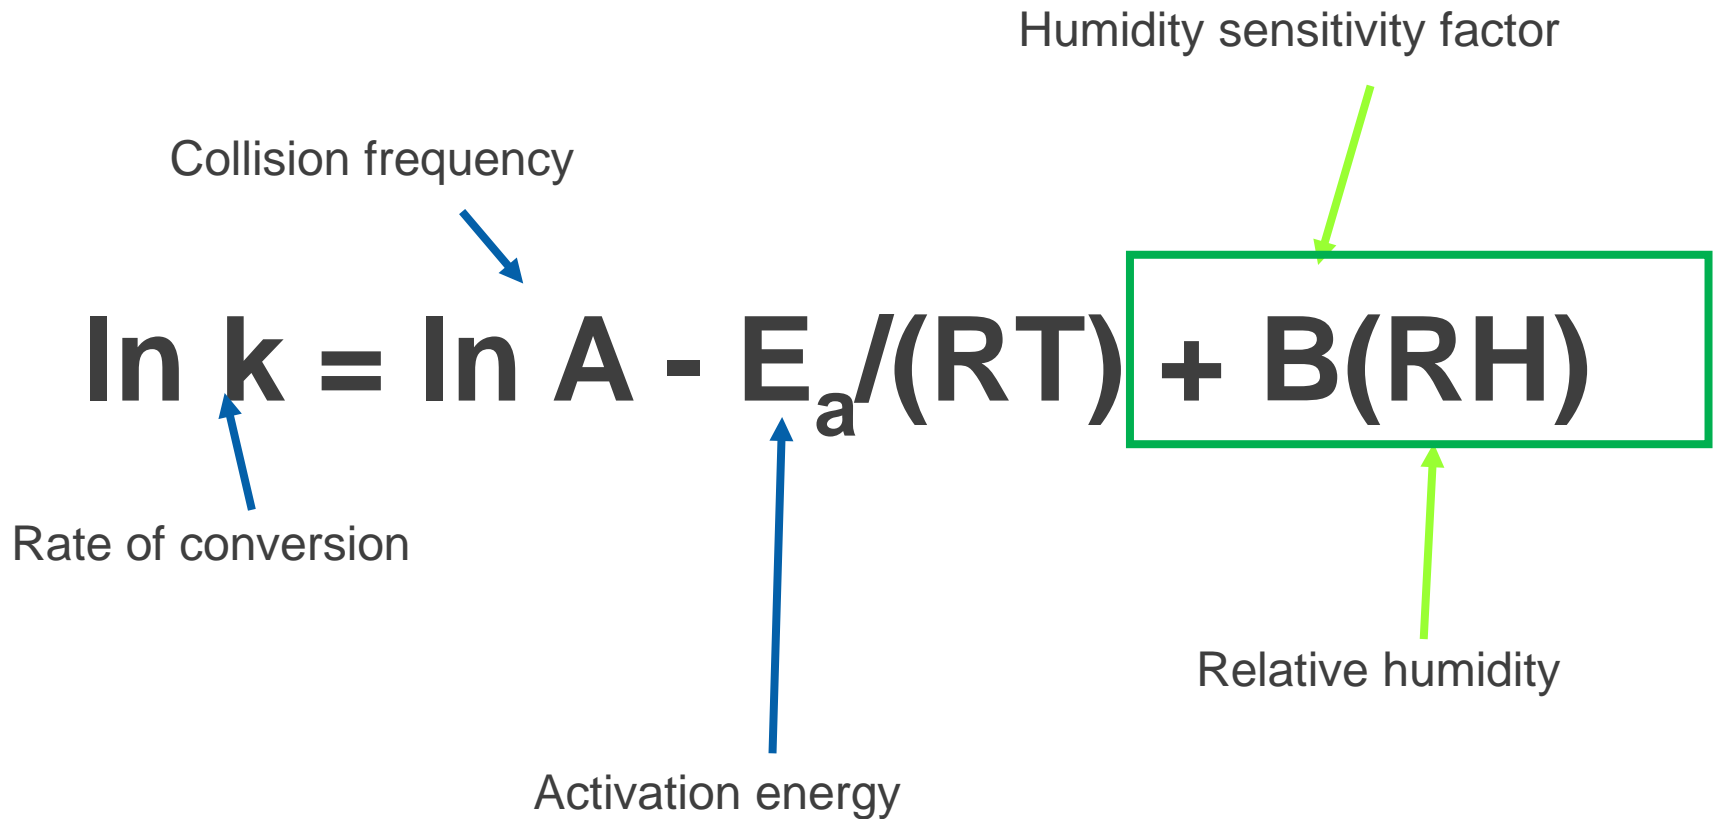 Humidity sensitivity factor
Collision frequency
ln k = ln A - Eₐ/(RT) + B(RH)
Rate of conversion
Relative humidity
Activation energy